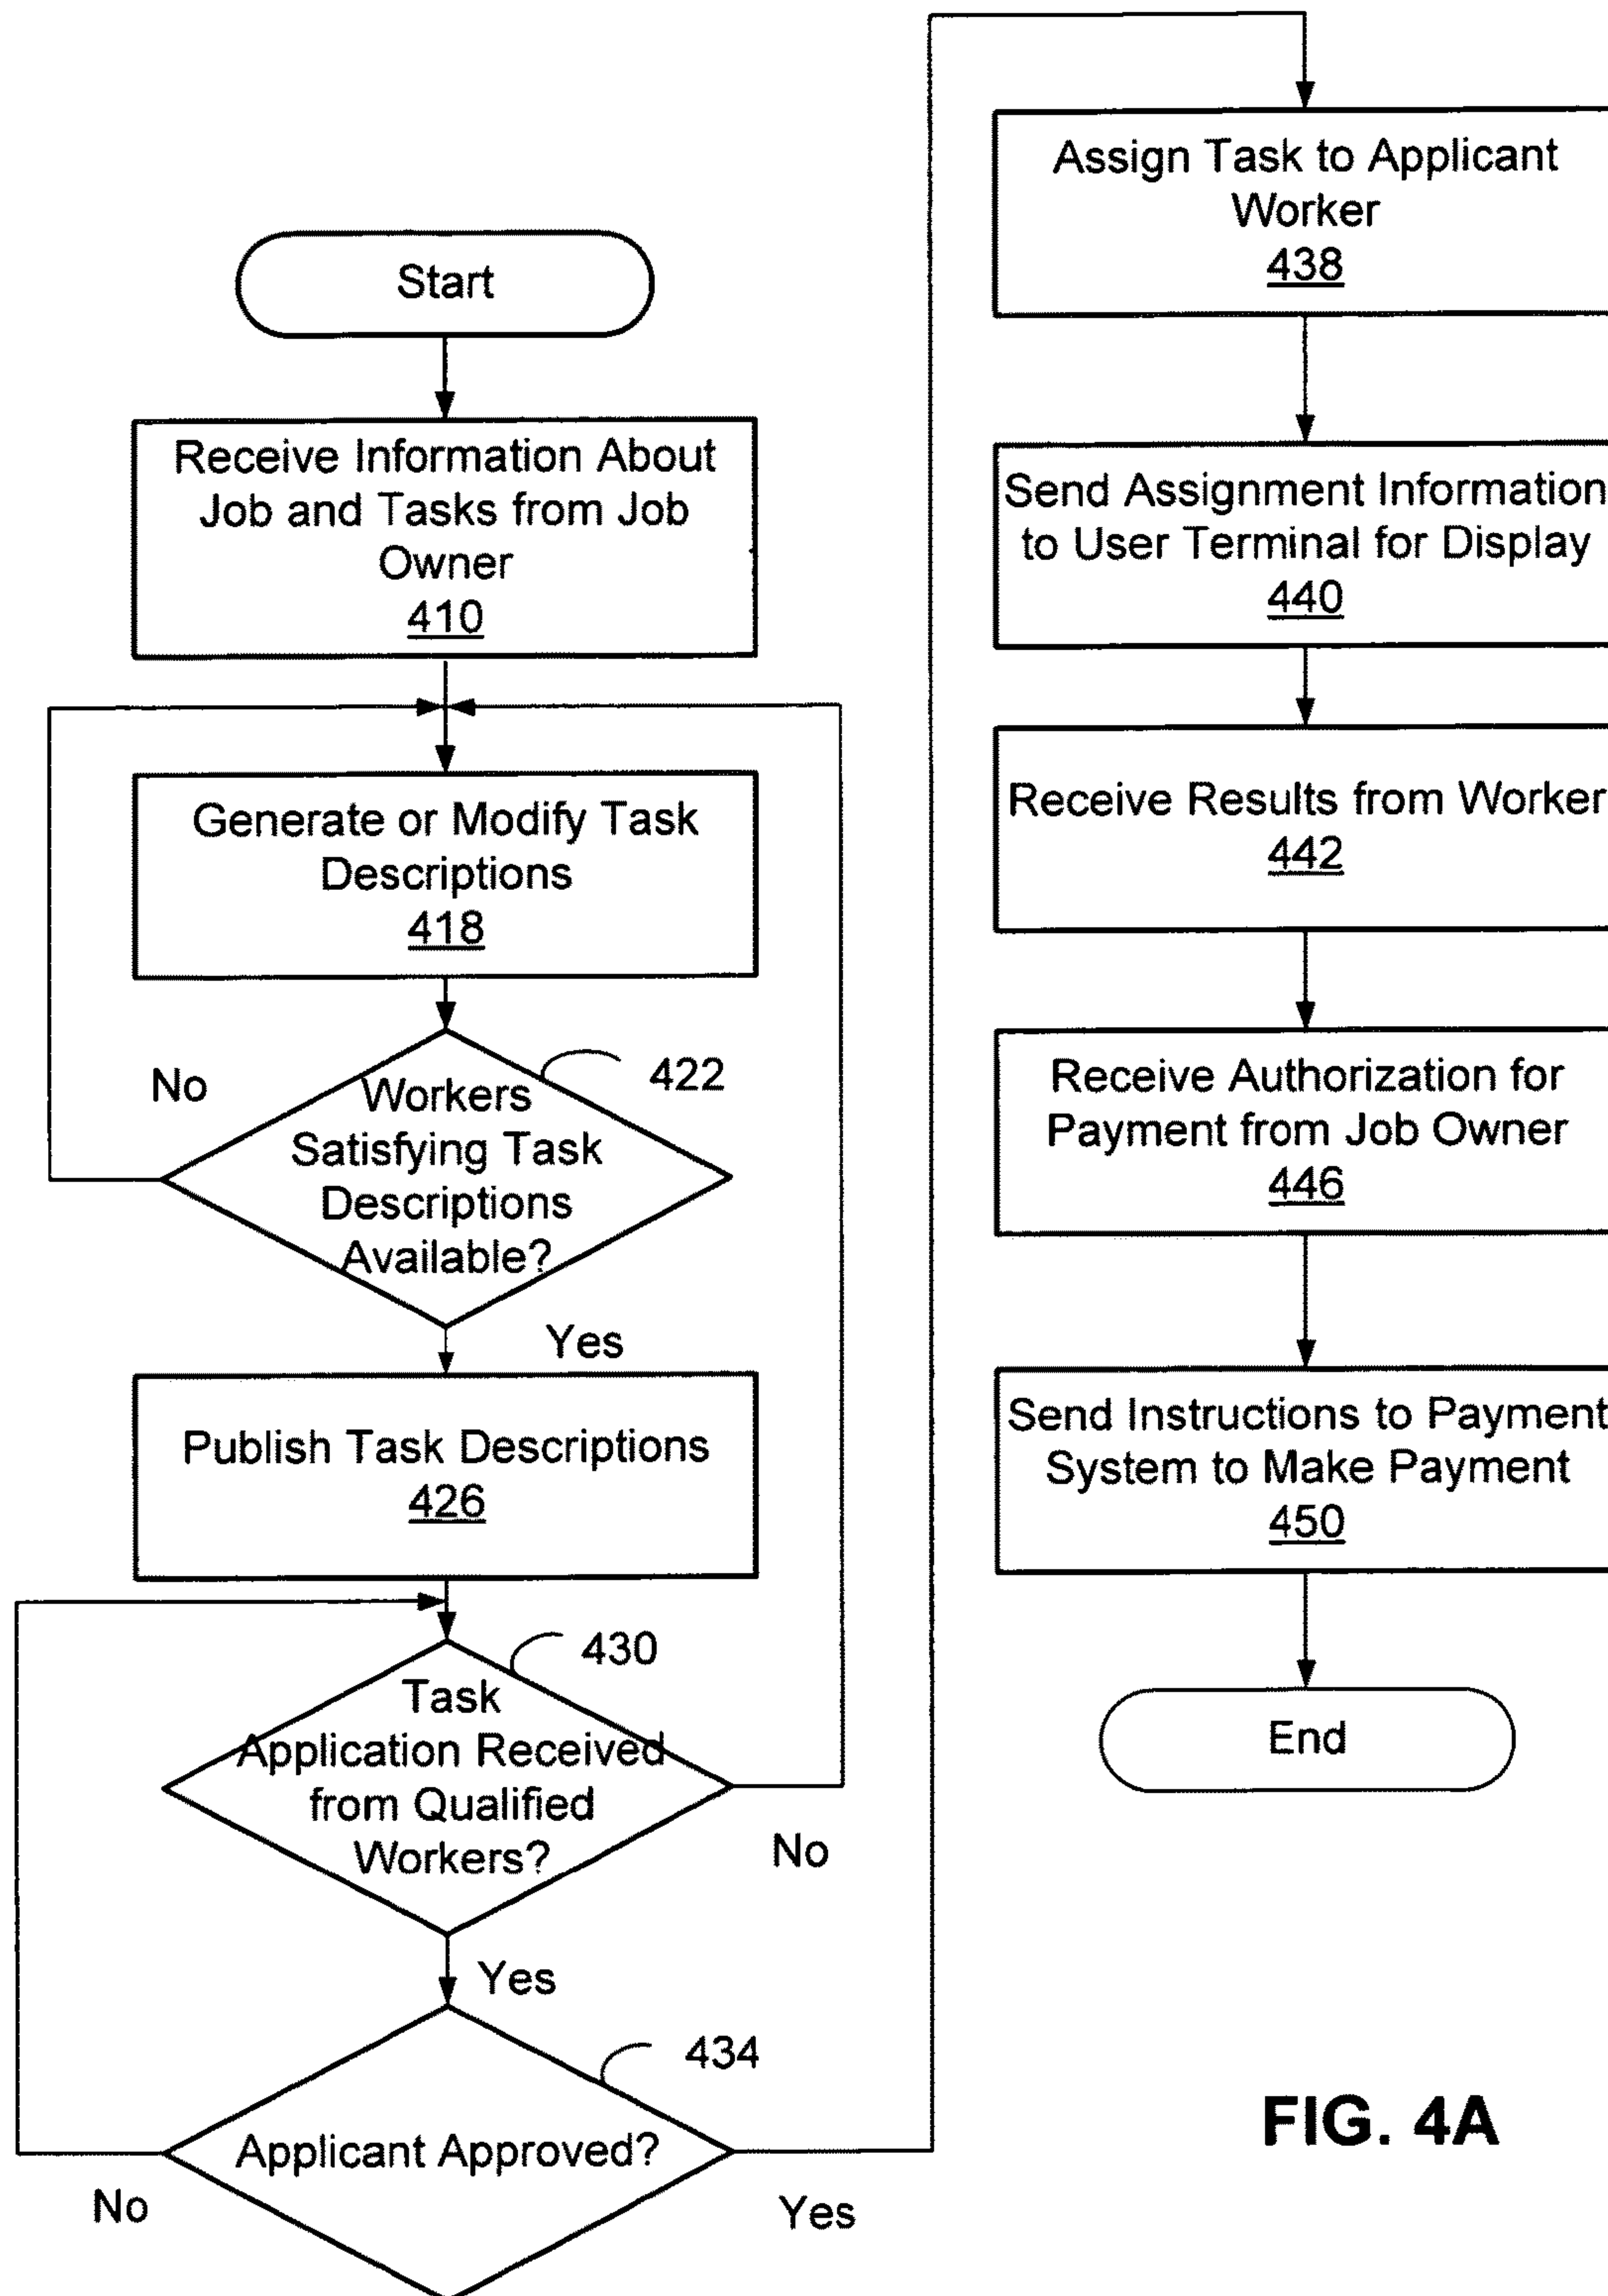 Start
Receive Information About
Job and Tasks from Job
Owner
410
Generate or Modify Task
Descriptions
418
No
422
Workers
Satisfying Task
Descriptions
Available?
Yes
Publish Task Descriptions
426
430
Task
Application Received
from Qualified
Workers?
No
Yes
434
Applicant Approved?
No
Yes
Assign Task to Applicant
Worker
438
Send Assignment Information
to User Terminal for Display
440
Receive Results from Worker
442
Receive Authorization for
Payment from Job Owner
446
Send Instructions to Payment
System to Make Payment
450
End
FIG. 4A